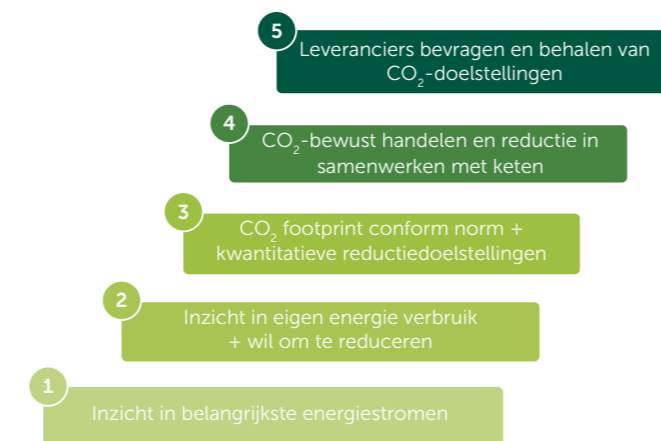 5
Leveranciers bevragen en behalen van
CO₂-doelstellingen
4
CO₂-bewust handelen en reductie in
samenwerken met keten
3
CO₂ footprint conform norm +
kwantitatieve reductiedoelstellingen
2
Inzicht in eigen energie verbruik
+ wil om te reduceren
1
Inzicht in belangrijkste energiestromen